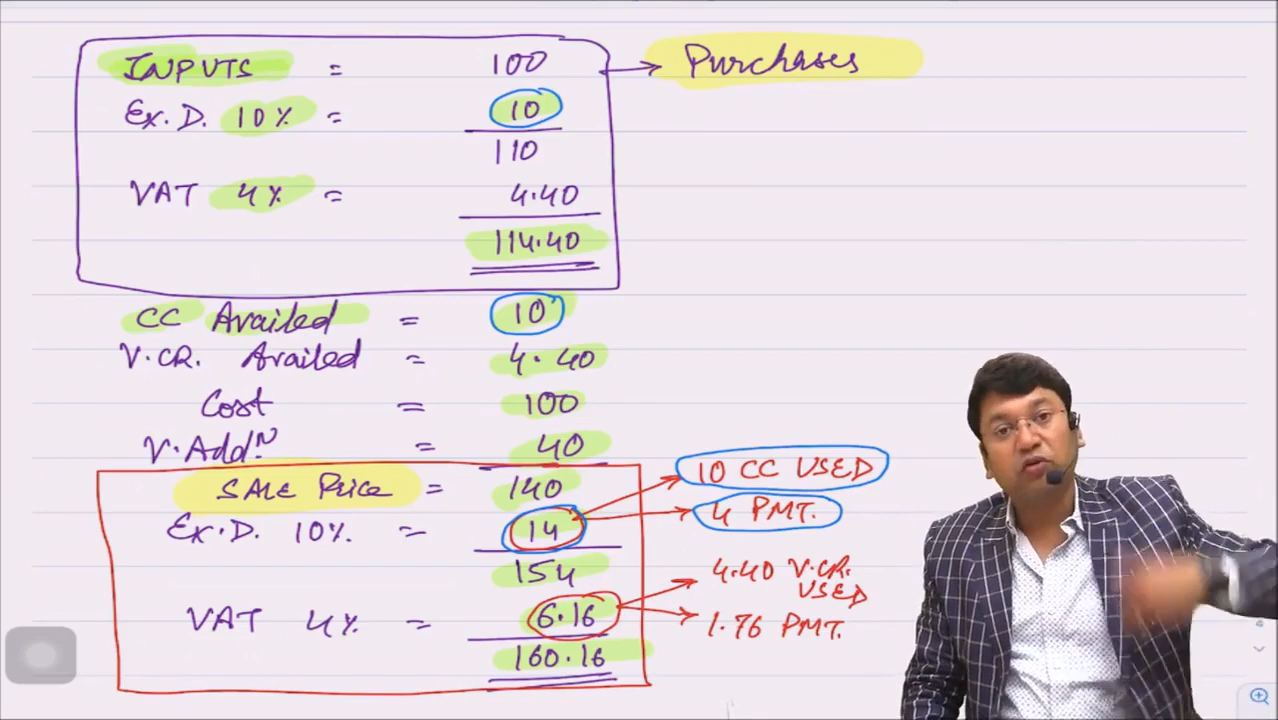 INPUTS = 100 → Purchases
Ex. D. 10% = 10
110
VAT 4% = 4.40
114.40
CC Availed = 10
V.CR. Availed = 4.40
Cost = 100
V.Add.N = 40
SALE Price = 140
10 CC USED
Ex.D. 10% = 14
4 PMT.
154
4.40 V.CR.
USED
VAT 4% = 6.16
1.76 PMT.
160.16